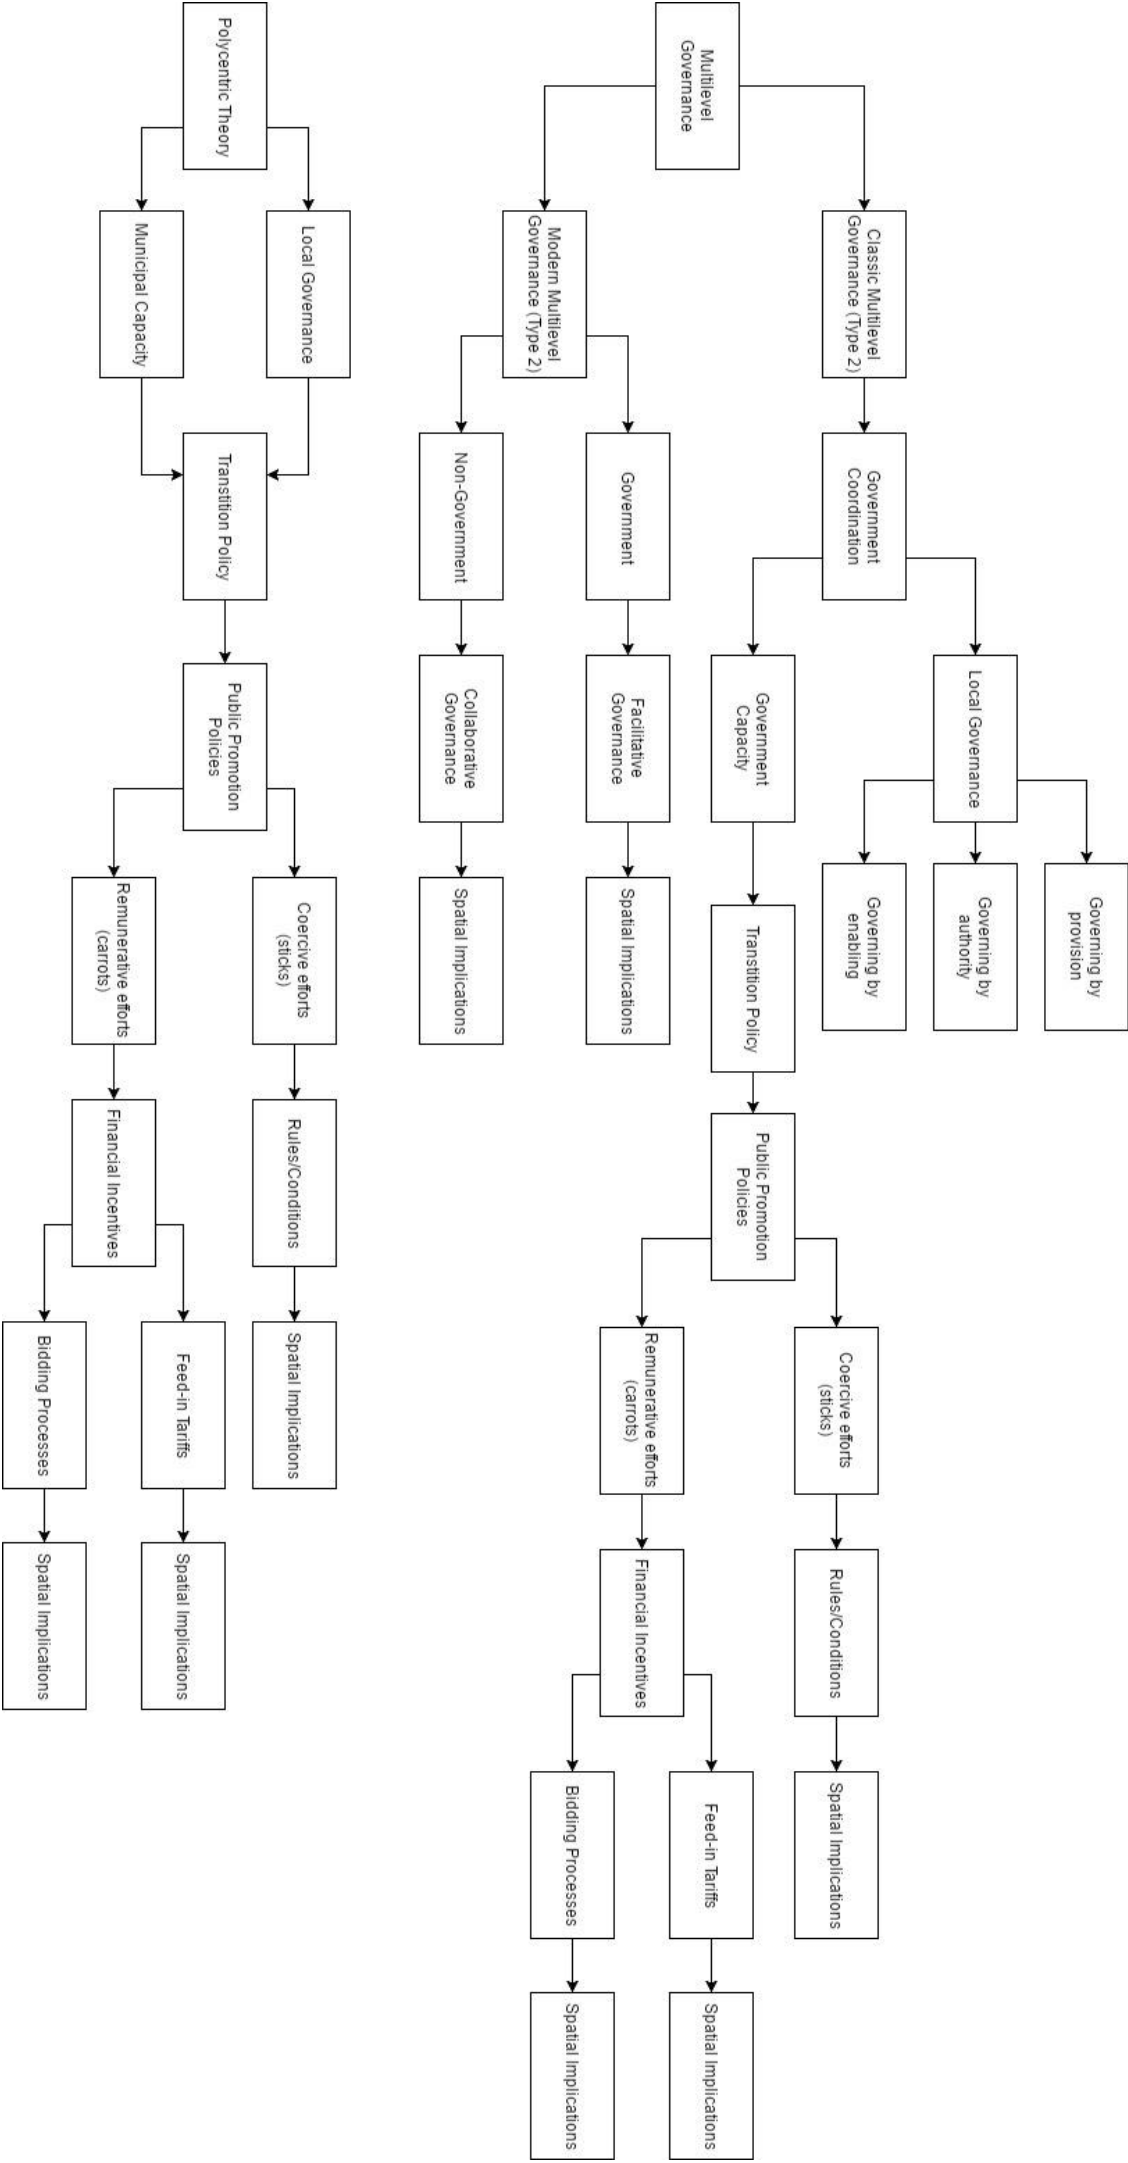 Multilevel
Governance
Classic Multilevel
Governance (Type 2)
Government
Coordination
Local Governance
Governing by
provision
Governing by
authority
Governing by
enabling
Government
Capacity
Transtition Policy
Public Promotion
Policies
Coercive efforts
(sticks)
Rules/Conditions
Spatial Implications
Remunerative efforts
(carrots)
Financial Incentives
Feed-in Tariffs
Spatial Implications
Bidding Processes
Spatial Implications
Modern Multilevel
Governance (Type 2)
Government
Facilitative
Governance
Spatial Implications
Non-Government
Collaborative
Governance
Spatial Implications
Polycentric Theory
Local Governance
Municipal Capacity
Transtition Policy
Public Promotion
Policies
Coercive efforts
(sticks)
Rules/Conditions
Spatial Implications
Remunerative efforts
(carrots)
Financial Incentives
Feed-in Tariffs
Spatial Implications
Bidding Processes
Spatial Implications